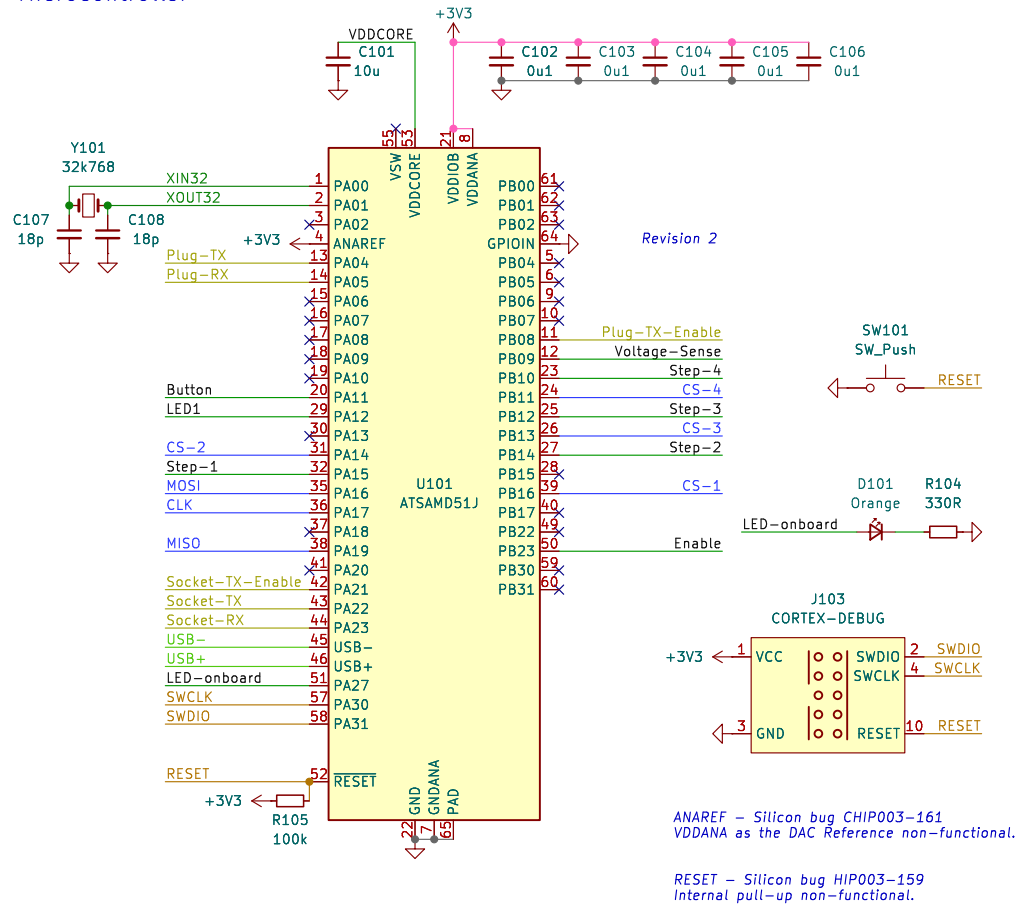 Microcontroller
+3V3
VDDCORE
C101
10u
C102
0u1
C103
0u1
C104
0u1
C105
0u1
C106
0u1
Y101
32k768
XIN32
XOUT32
C107
18p
C108
18p
+3V3
Plug-TX
Plug-RX
Button
LED1
CS-2
Step-1
MOSI
CLK
MISO
Socket-TX-Enable
Socket-TX
Socket-RX
USB-
USB+
LED-onboard
SWCLK
SWDIO
RESET
+3V3
R105
100k
55 VSW
53 VDDCORE
21 VDDIOB
8 VDDANA
1 PA00
2 PA01
3 PA02
4 ANAREF
13 PA04
14 PA05
15 PA06
16 PA07
17 PA08
18 PA09
19 PA10
20 PA11
29 PA12
30 PA13
31 PA14
32 PA15
35 PA16
36 PA17
37 PA18
38 PA19
41 PA20
42 PA21
43 PA22
44 PA23
45 USB-
46 USB+
51 PA27
57 PA30
58 PA31
52 RESET
U101
ATSAMD51J
22 GND
7 GNDANA
65 PAD
PB00 61
PB01 62
PB02 63
GPIOIN 64
PB04 5
PB05 6
PB06 9
PB07 10
PB08 11
PB09 12
PB10 23
PB11 24
PB12 25
PB13 26
PB14 27
PB15 28
PB16 39
PB17 40
PB22 49
PB23 50
PB30 59
PB31 60
Plug-TX-Enable
Voltage-Sense
Step-4
CS-4
Step-3
CS-3
Step-2
CS-1
Enable
Revision 2
SW101
SW_Push
RESET
D101
Orange
R104
330R
LED-onboard
J103
CORTEX-DEBUG
+3V3
1 VCC
3 GND
SWDIO 2 SWDIO
SWCLK 4 SWCLK
RESET 10 RESET
ANAREF - Silicon bug CHIP003-161
VDDANA as the DAC Reference non-functional.
RESET - Silicon bug HIP003-159
Internal pull-up non-functional.